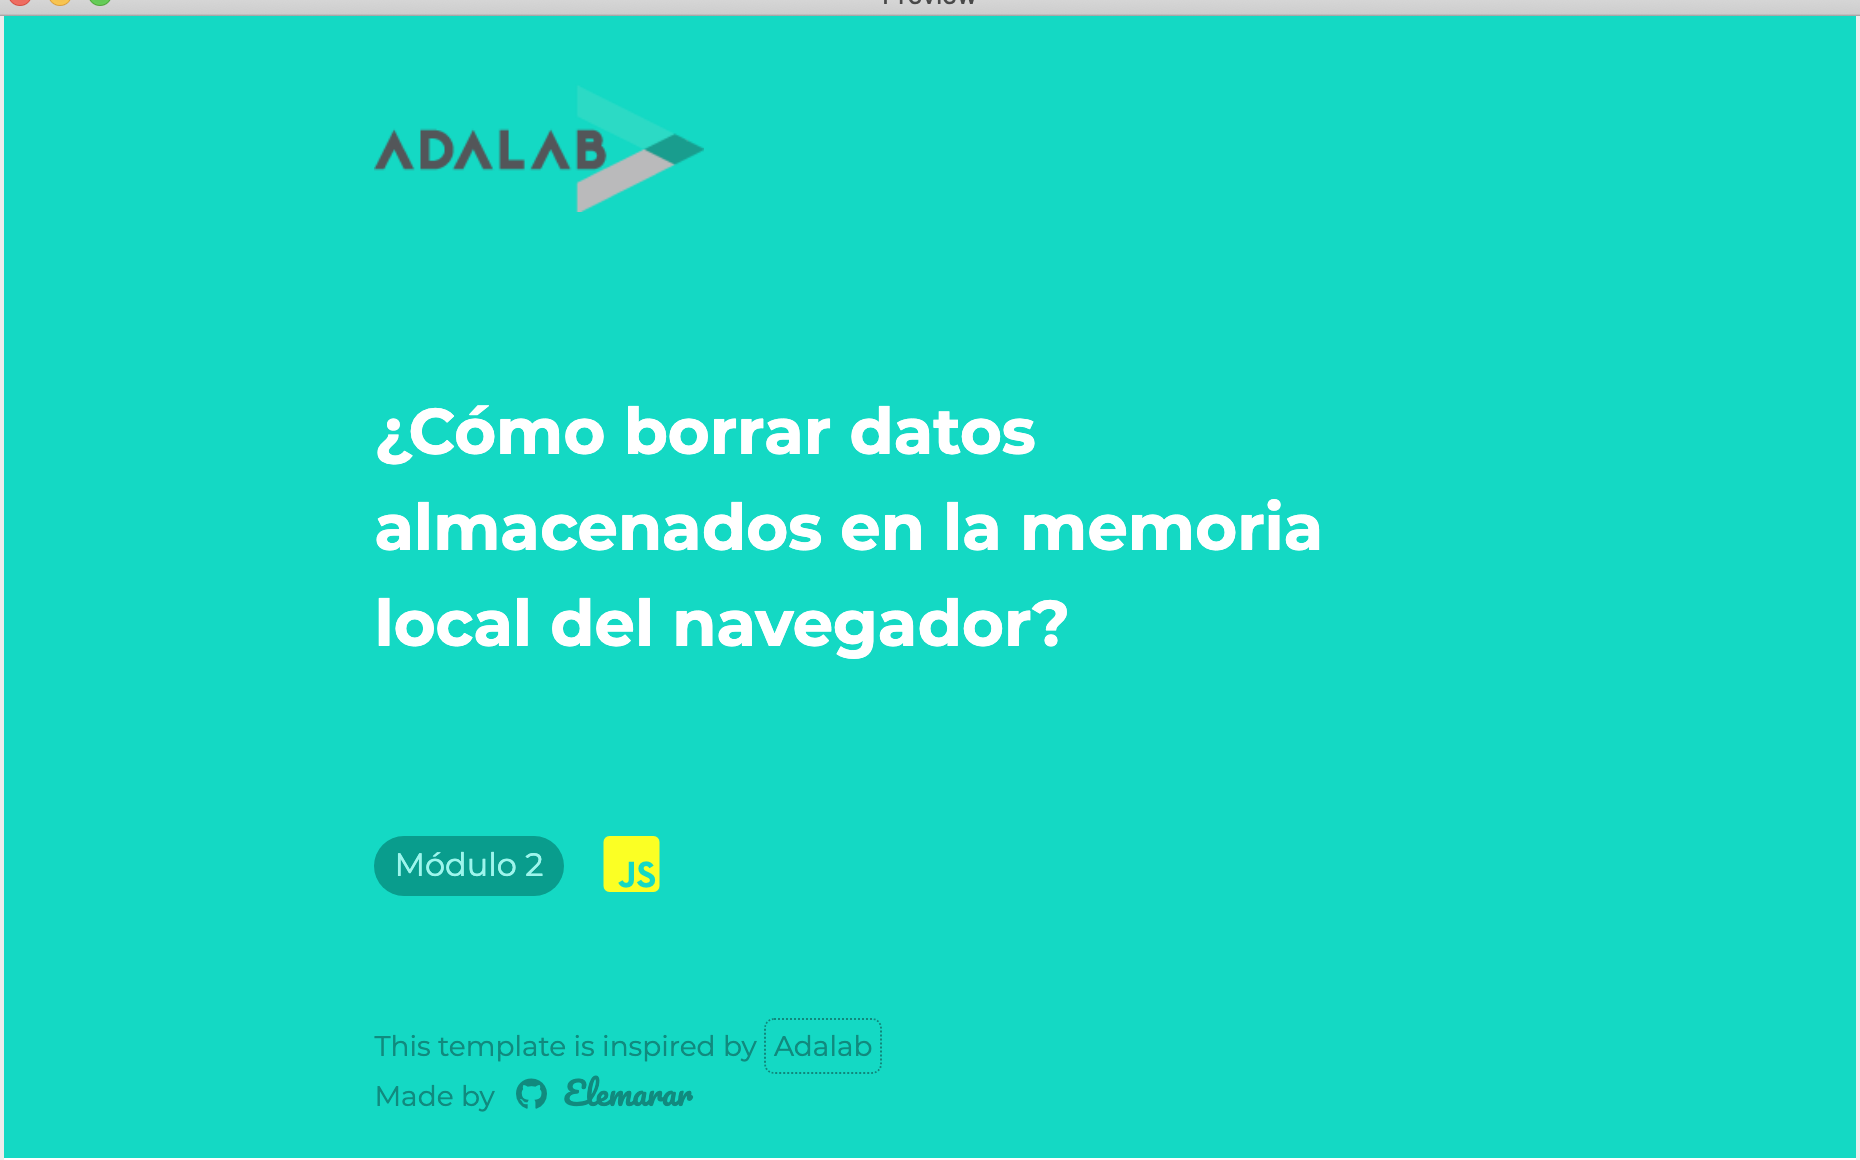 Preview
ADALAB
¿Cómo borrar datos
almacenados en la memoria
local del navegador?
Módulo 2
JS
This template is inspired by Adalab
Made by Elemarar